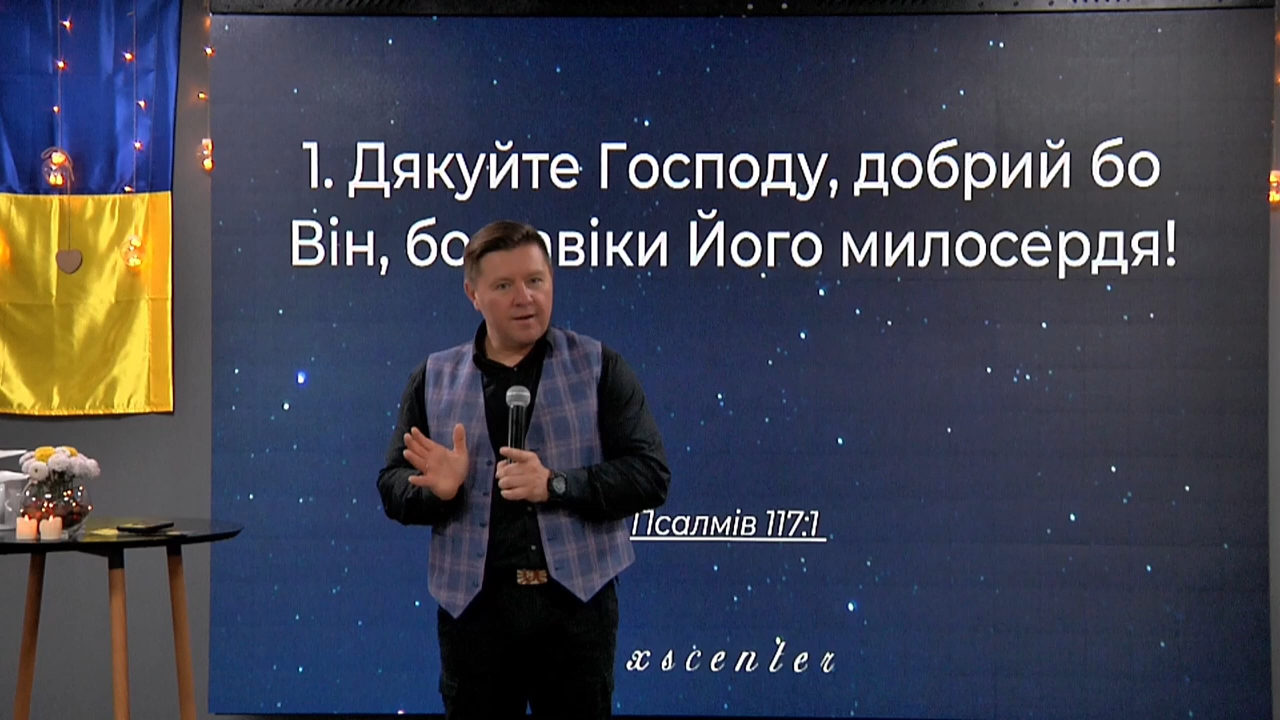 1. Дякуйте Господу, добрий бо
Він, бо Його милосердя!
Псалмів 117:1
xscenter